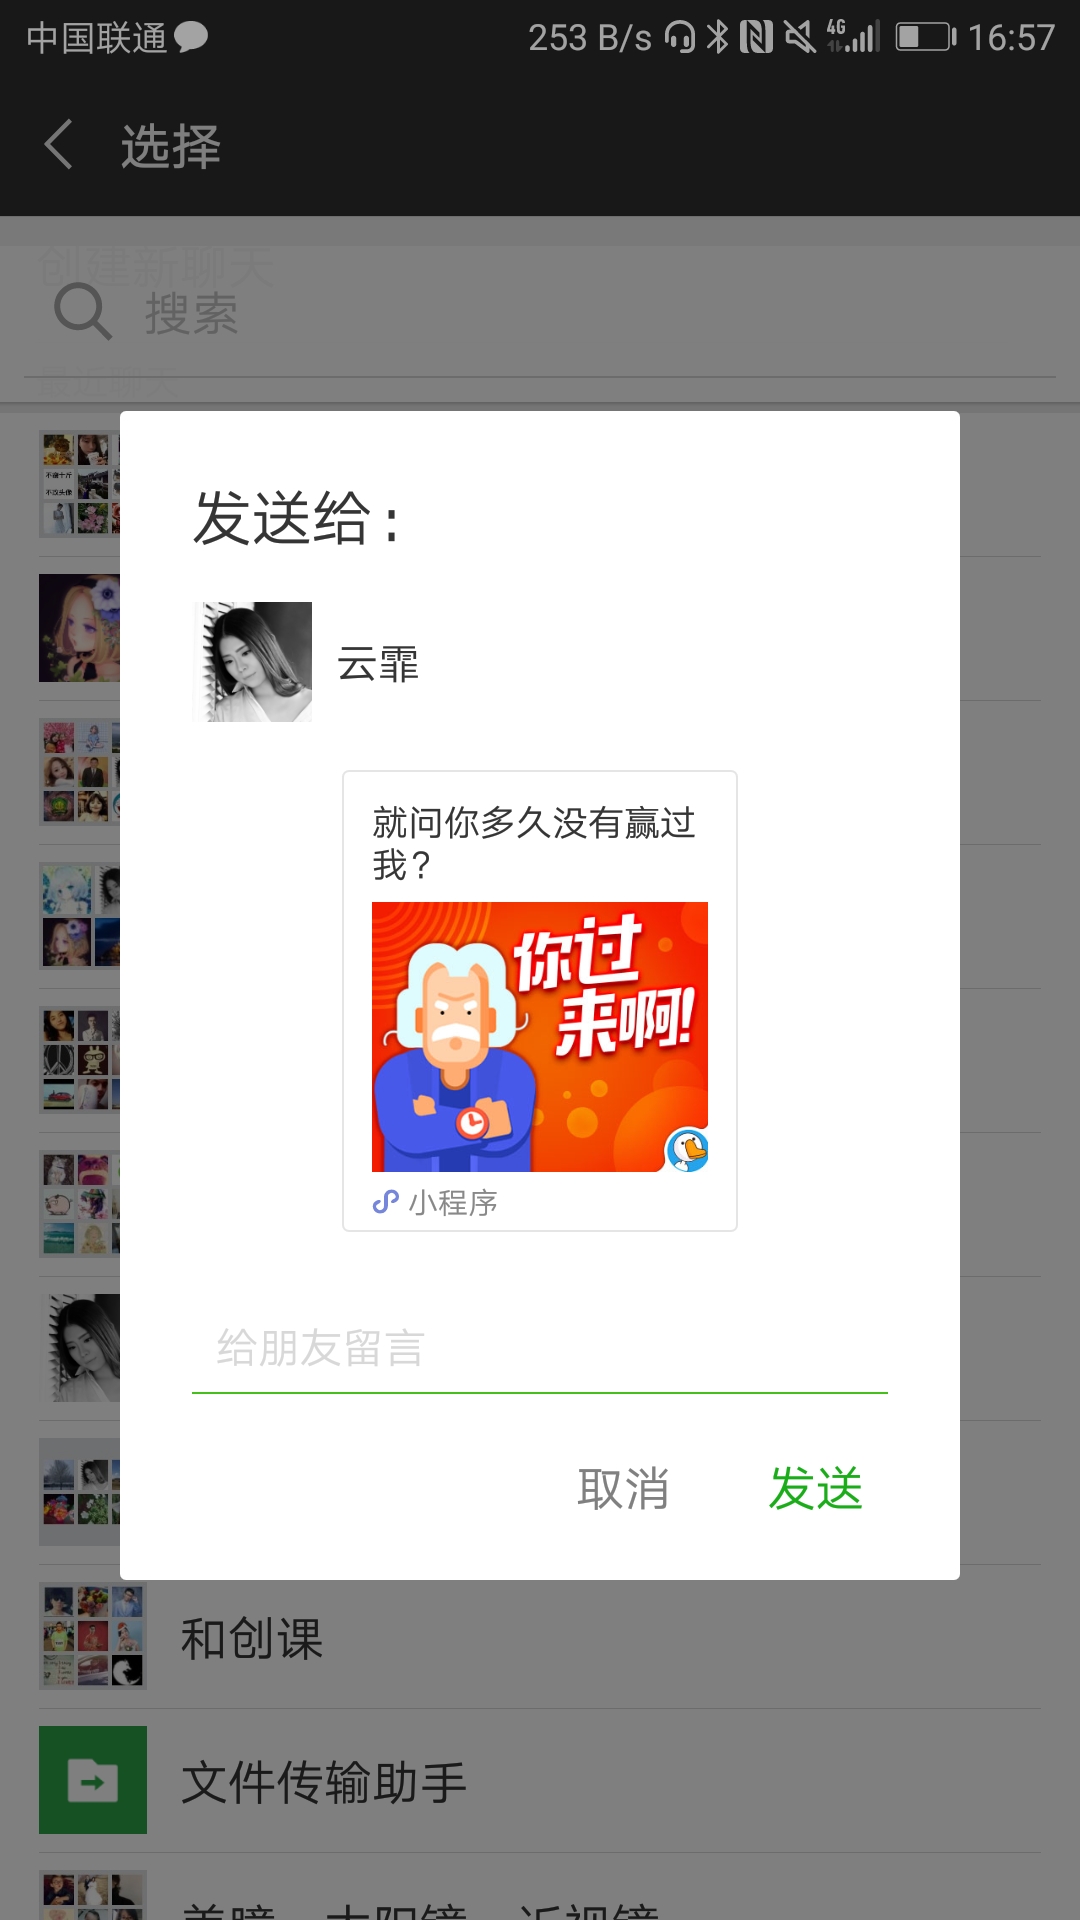 中国联通
253 B/s
4G
16:57
选择
创建新聊天
搜索
最近聊天
发送给:
云霏
就问你多久没有赢过
我?
你过
来啊!
小程序
给朋友留言
取消
发送
和创课
文件传输助手